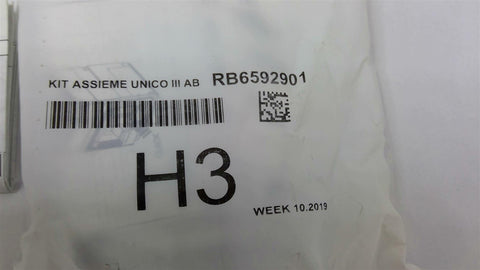 KIT ASSIEME UNICO III AB RB6592901
H3
WEEK 10.2019